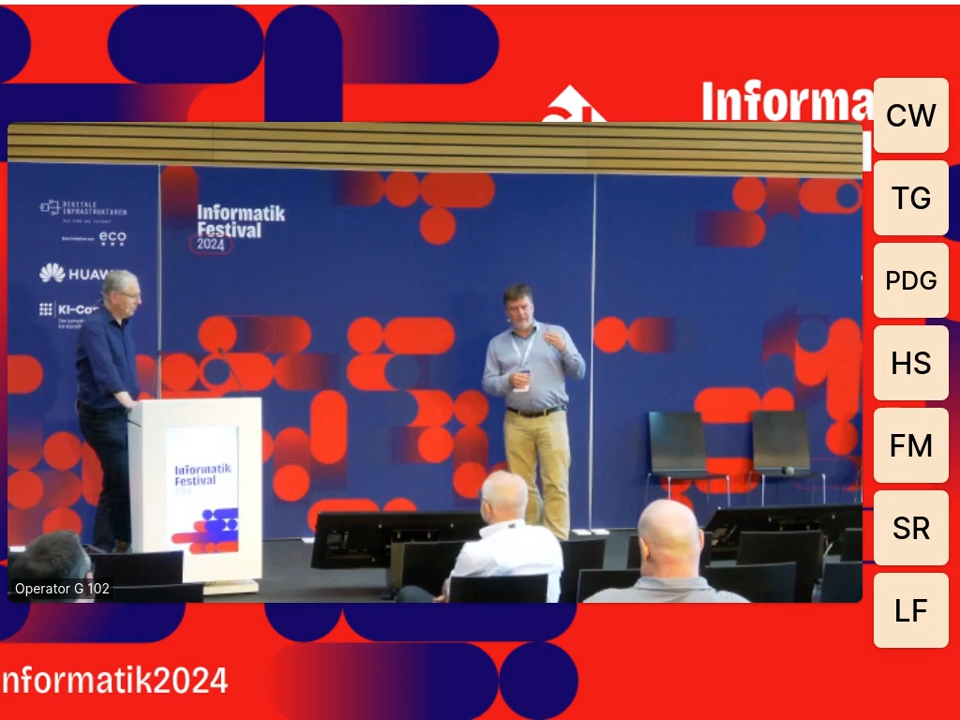 Informa
DIGITALE
INFRASTRUKTUREN
eco
HUAW
KI-Ca
Informatik
Festival
2024
Informatik
Festival
2024
Operator G 102
CW
TG
PDG
HS
FM
SR
LF
nformatik2024